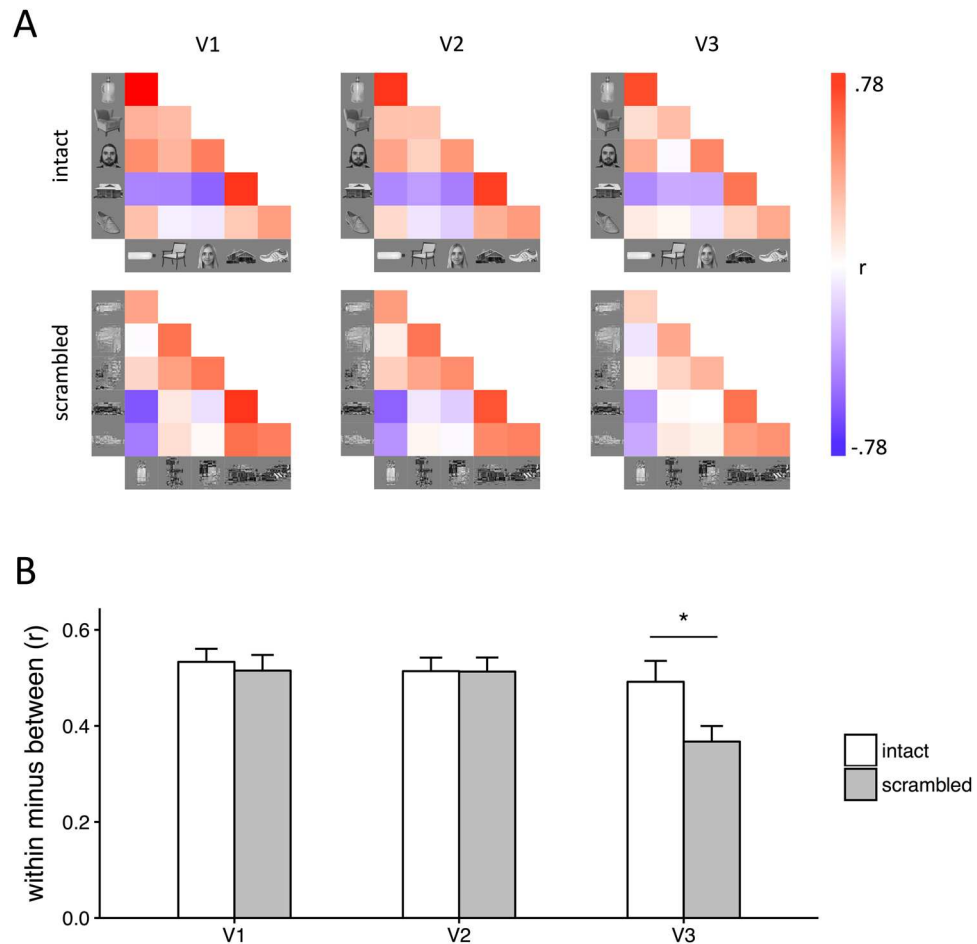 A
V1 V2 V3
.78
intact
r
scrambled
-.78
B
*
within minus between (r)
0.6
0.4
0.2
0.0
V1 V2 V3
intact
scrambled